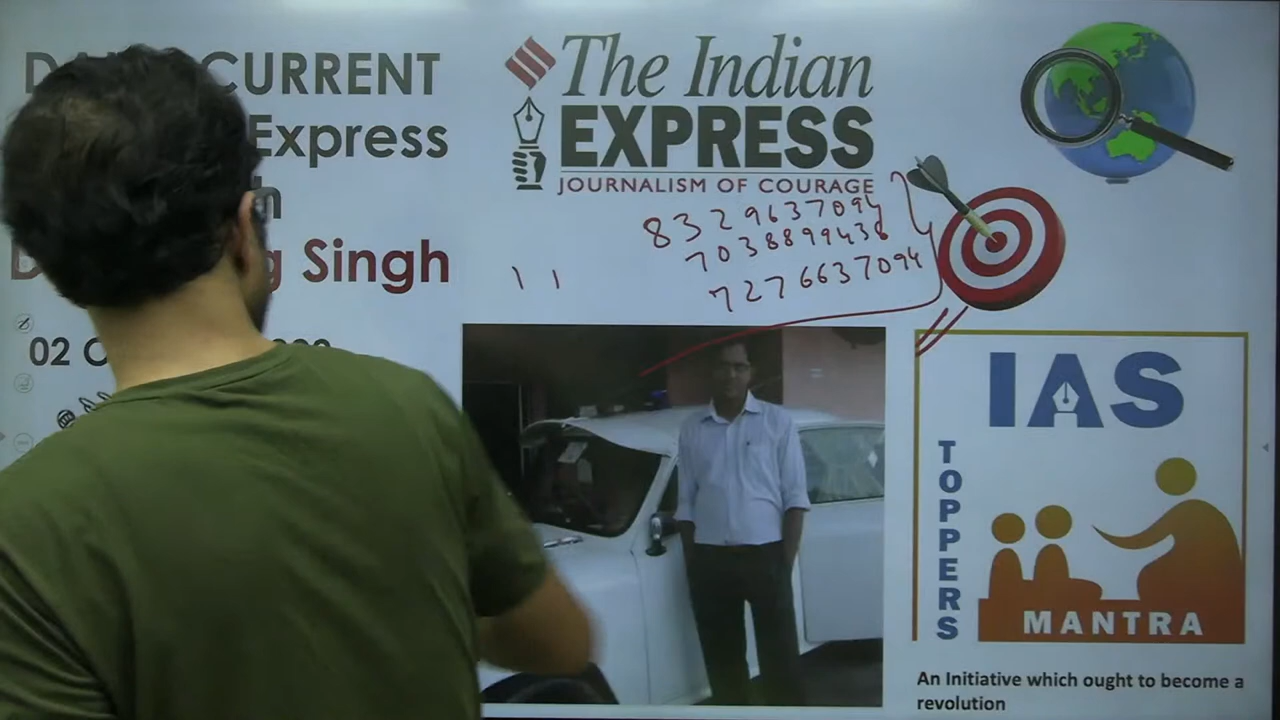 CURRENT
Express
Singh
02
The Indian
EXPRESS
JOURNALISM OF COURAGE
8329637094
7038899436
7276637094
IAS
TOPPERS
MANTRA
An Initiative which ought to become a
revolution